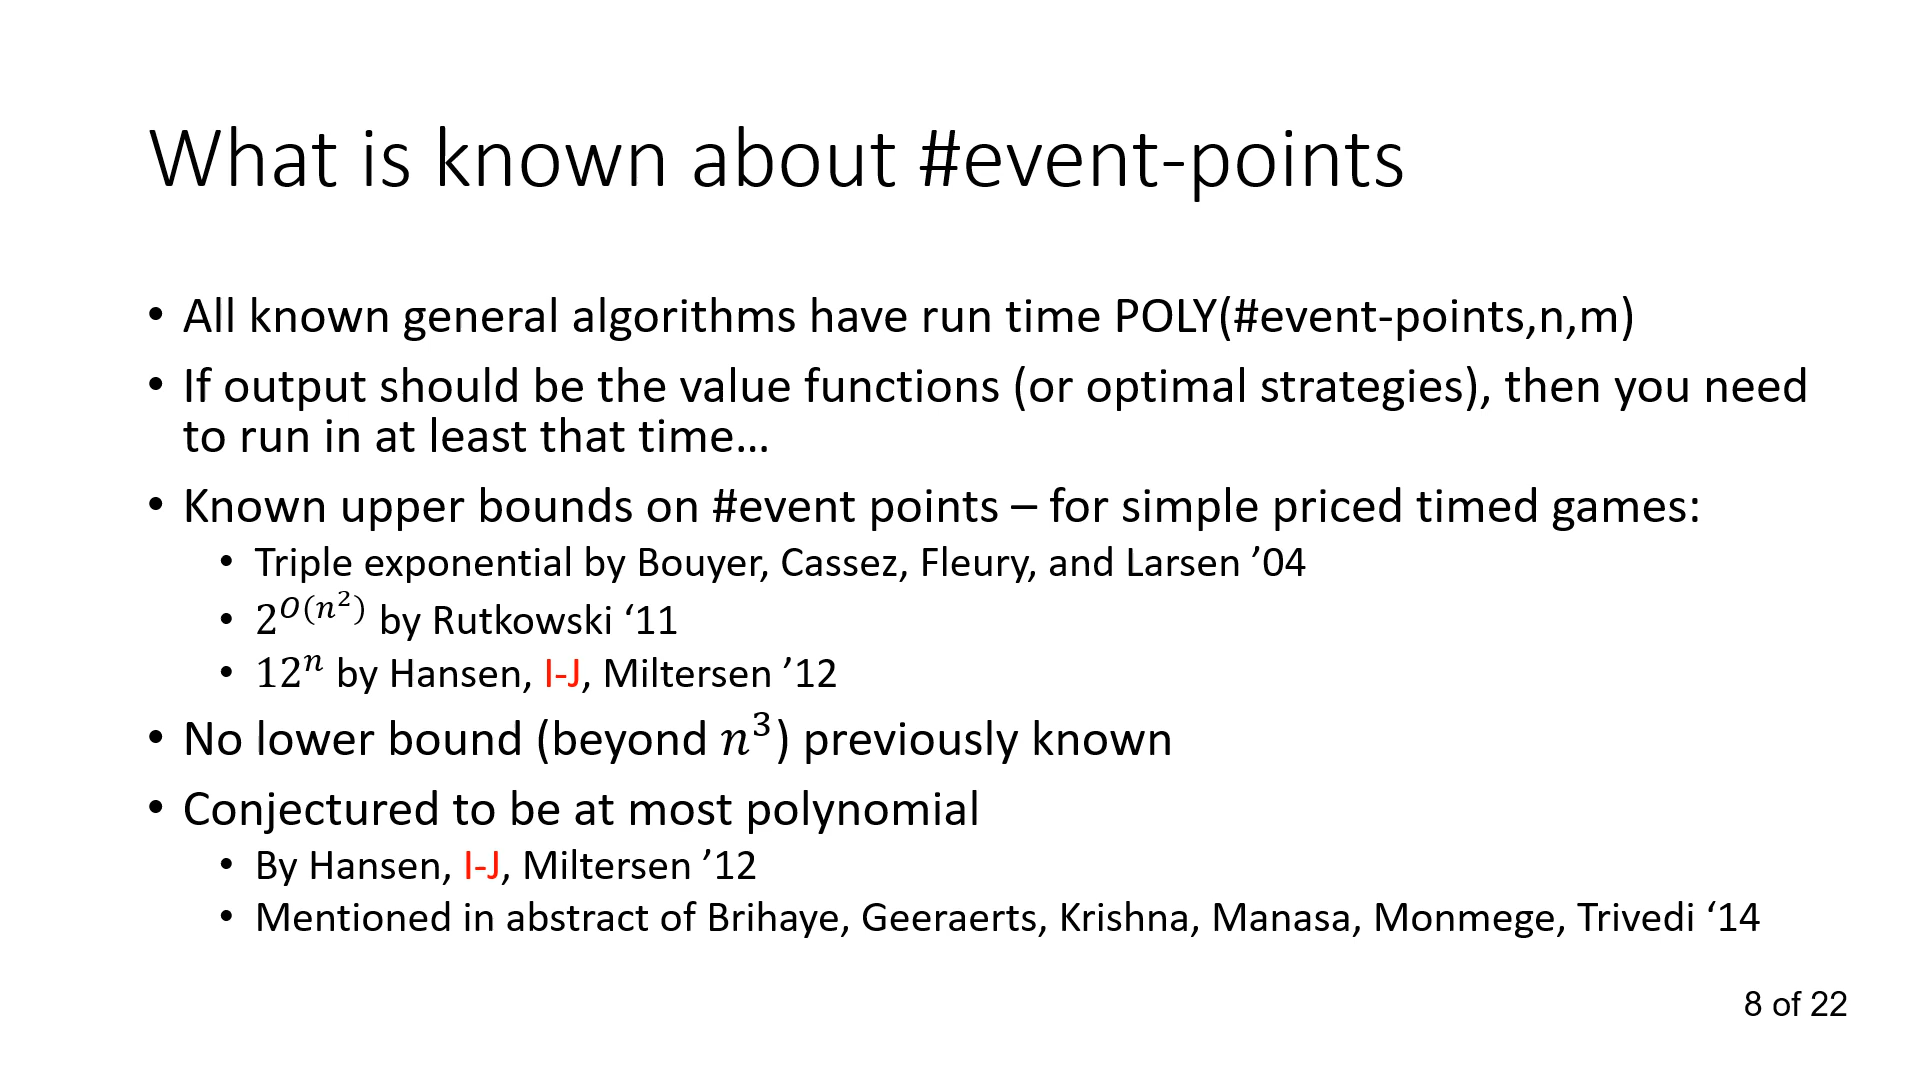 What is known about #event-points
• All known general algorithms have run time POLY(#event-points,n,m)
• If output should be the value functions (or optimal strategies), then you need
to run in at least that time…
• Known upper bounds on #event points – for simple priced timed games:
• Triple exponential by Bouyer, Cassez, Fleury, and Larsen ’04
• $2^{O(n^2)}$ by Rutkowski ‘11
• $12^n$ by Hansen, I-J, Miltersen ’12
• No lower bound (beyond $n^3$) previously known
• Conjectured to be at most polynomial
• By Hansen, I-J, Miltersen ’12
• Mentioned in abstract of Brihaye, Geeraerts, Krishna, Manasa, Monmege, Trivedi ‘14
8 of 22